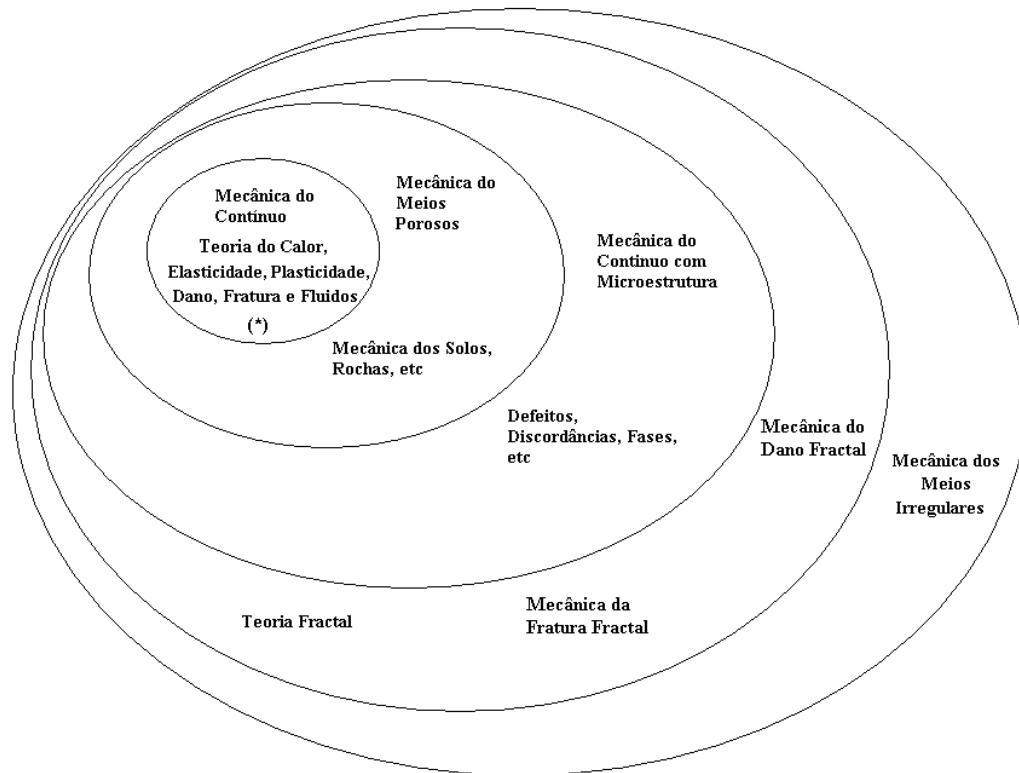 Mecânica do
Contínuo
Teoria do Calor,
Elasticidade, Plasticidade,
Dano, Fratura e Fluidos
(*)
Mecânica do
Meios
Porosos
Mecânica dos Solos,
Rochas, etc
Mecânica do
Continuo com
Microestrutura
Defeitos,
Discordâncias, Fases,
etc
Mecânica do
Dano Fractal
Mecânica dos
Meios
Irregulares
Teoria Fractal
Mecânica da
Fratura Fractal